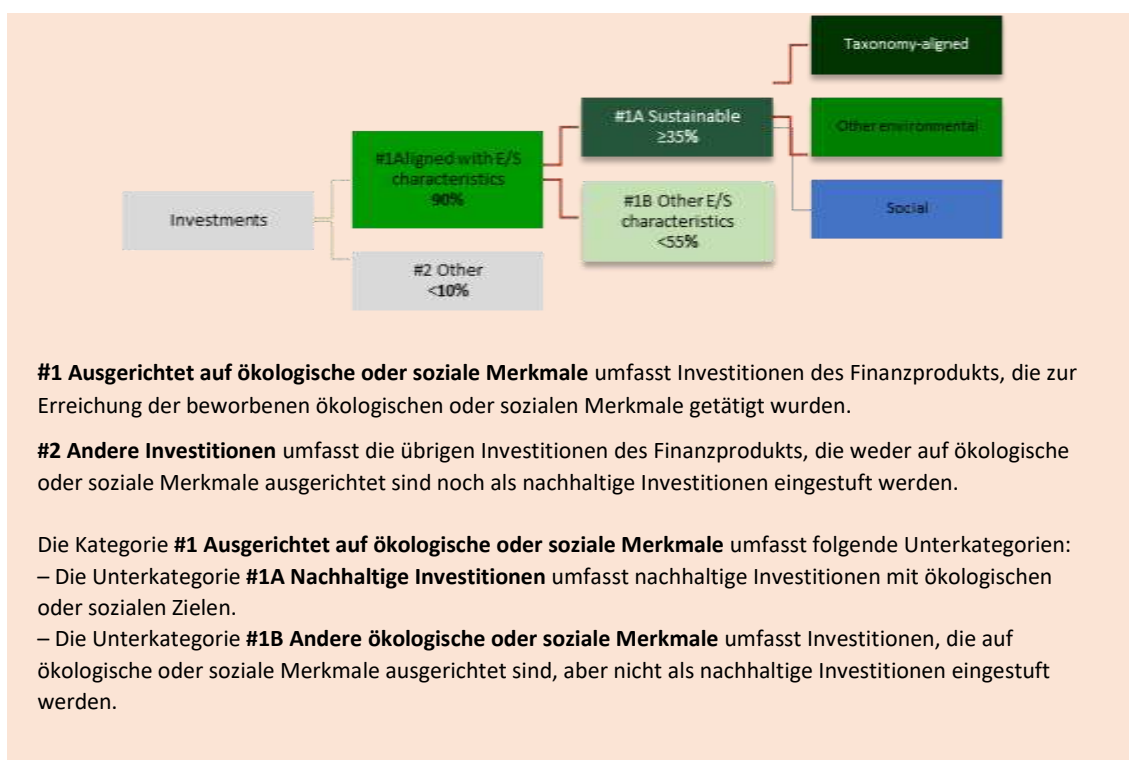 Taxonomy-aligned
#1A Sustainable
≥35%
Other environmental
#1Aligned with E/S
characteristics
90%
#1B Other E/S
characteristics
<55%
Social
Investments
#2 Other
<10%
#1 Ausgerichtet auf ökologische oder soziale Merkmale umfasst Investitionen des Finanzprodukts, die zur
Erreichung der beworbenen ökologischen oder sozialen Merkmale getätigt wurden.
#2 Andere Investitionen umfasst die übrigen Investitionen des Finanzprodukts, die weder auf ökologische
oder soziale Merkmale ausgerichtet sind noch als nachhaltige Investitionen eingestuft werden.
Die Kategorie #1 Ausgerichtet auf ökologische oder soziale Merkmale umfasst folgende Unterkategorien:
– Die Unterkategorie #1A Nachhaltige Investitionen umfasst nachhaltige Investitionen mit ökologischen
oder sozialen Zielen.
– Die Unterkategorie #1B Andere ökologische oder soziale Merkmale umfasst Investitionen, die auf
ökologische oder soziale Merkmale ausgerichtet sind, aber nicht als nachhaltige Investitionen eingestuft
werden.